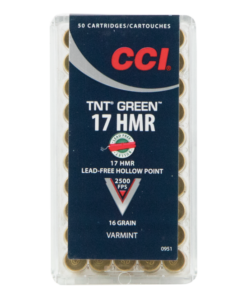 50 CARTRIDGES/CARTOUCHES
CCI
TNT® GREEN™
17 HMR
17 HMR
LEAD-FREE HOLLOW POINT
2500
FPS
16 GRAIN
VARMINT
0951